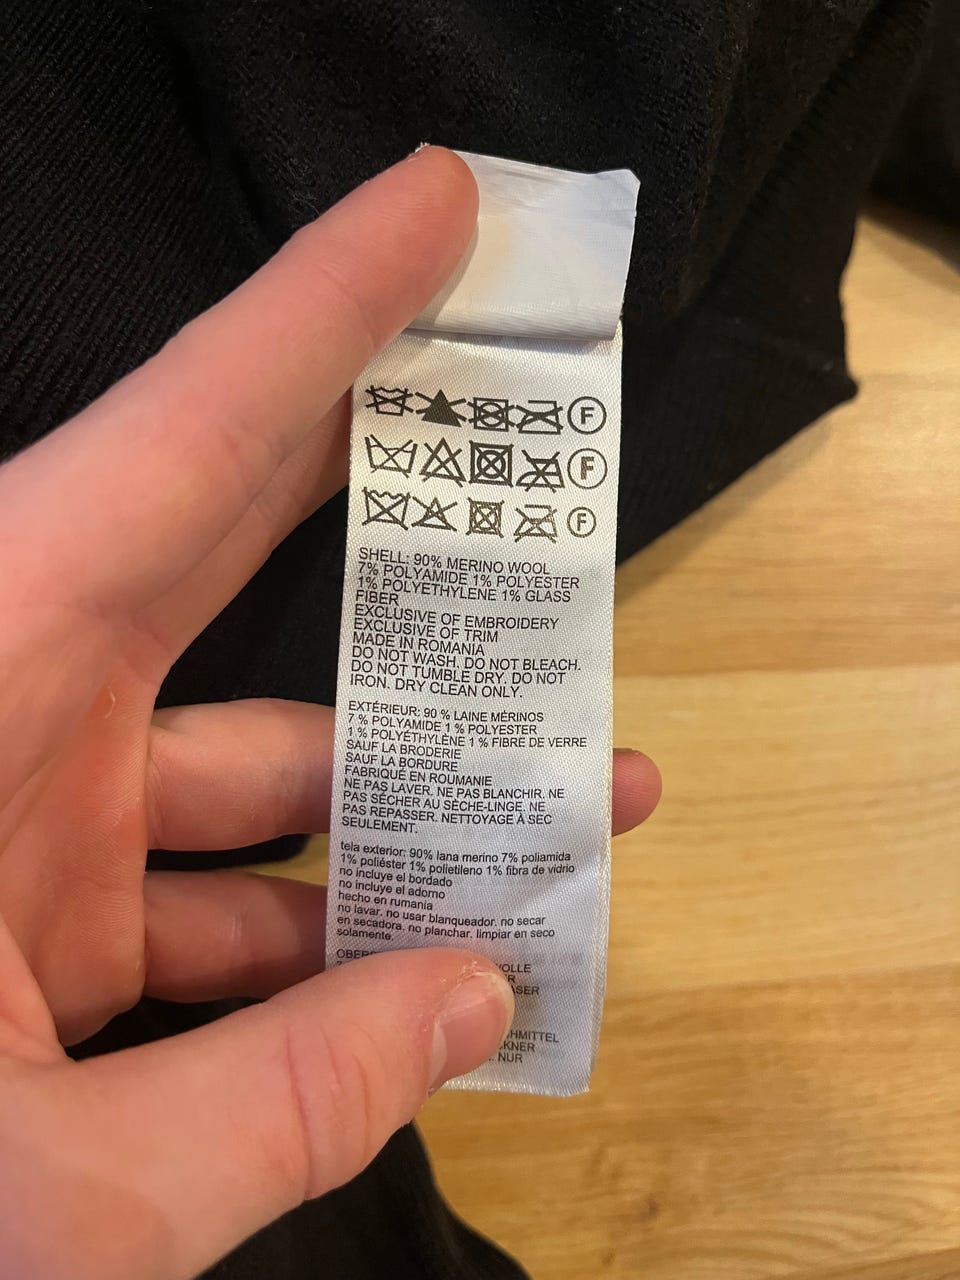 F
F
F
SHELL: 90% MERINO WOOL
7% POLYAMIDE 1% POLYESTER
1% POLYETHYLENE 1% GLASS
FIBER
EXCLUSIVE OF EMBROIDERY
EXCLUSIVE OF TRIM
MADE IN ROMANIA
DO NOT WASH. DO NOT BLEACH.
DO NOT TUMBLE DRY. DO NOT
IRON. DRY CLEAN ONLY.
EXTÉRIEUR: 90 % LAINE MÉRINOS
7 % POLYAMIDE 1 % POLYESTER
1 % POLYÉTHYLÈNE 1 % FIBRE DE VERRE
SAUF LA BRODERIE
SAUF LA BORDURE
FABRIQUÉ EN ROUMANIE
NE PAS LAVER. NE PAS BLANCHIR. NE
PAS SÉCHER AU SÈCHE-LINGE. NE
PAS REPASSER. NETTOYAGE À SEC
SEULEMENT.
tela exterior: 90% lana merino 7% poliamida
1% poliéster 1% polietileno 1% fibra de vidrio
no incluye el bordado
no incluye el adorno
hecho en rumania
no lavar. no usar blanqueador. no secar
en secadora. no planchar. limpiar en seco
solamente.
NUR